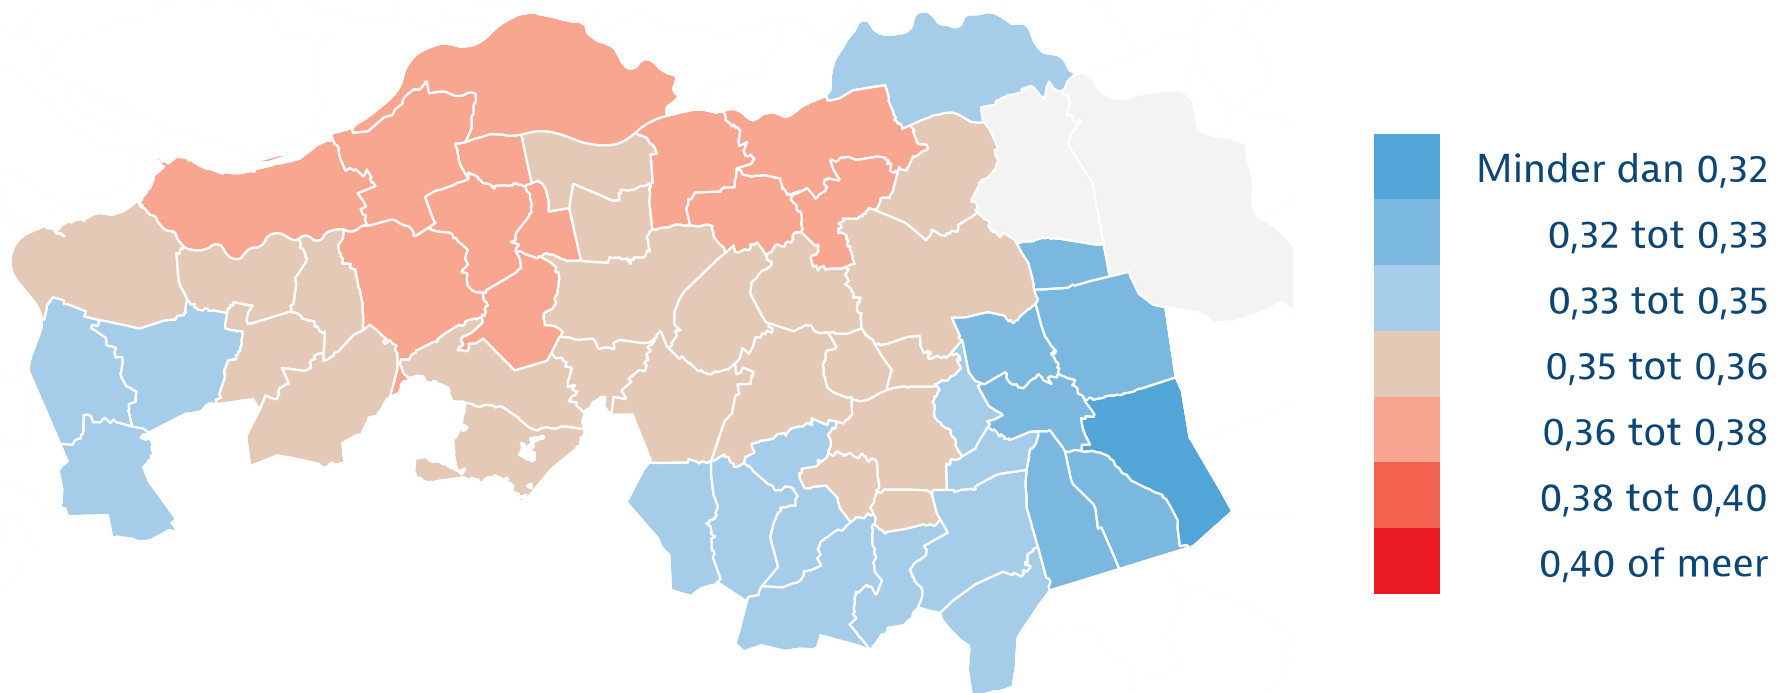 Minder dan 0,32
0,32 tot 0,33
0,33 tot 0,35
0,35 tot 0,36
0,36 tot 0,38
0,38 tot 0,40
0,40 of meer